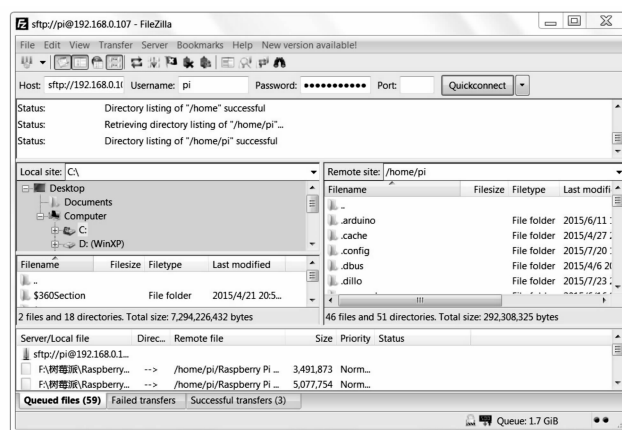 sftp://pi@192.168.0.107 - FileZilla
File Edit View Transfer Server Bookmarks Help New version available!
Host: sftp://192.168.0.1( Username: pi Password: ●●●●●●●●●●● Port: Quickconnect
Status: Directory listing of "/home" successful
Status: Retrieving directory listing of "/home/pi"...
Status: Directory listing of "/home/pi" successful
Local site: C:\
Desktop
Documents
Computer
C:
D: (WinXP)
Filename Filesize Filetype Last modified
..
$360Section File folder 2015/4/21 20:5...
2 files and 18 directories. Total size: 7,294,226,432 bytes
Remote site: /home/pi
Filename Filesize Filetype Last modifi
..
.arduino File folder 2015/6/11
.cache File folder 2015/4/27
.config File folder 2015/7/20
.dbus File folder 2015/4/6 20
.dillo File folder 2015/7/23
46 files and 51 directories. Total size: 292,308,325 bytes
Server/Local file Direc... Remote file Size Priority Status
sftp://pi@192.168.0.1...
F:\树莓派\Raspberry... --> /home/pi/Raspberry Pi ... 3,491,873 Norm...
F:\树莓派\Raspberry... --> /home/pi/Raspberry Pi ... 5,077,754 Norm...
Queued files (59) Failed transfers Successful transfers (3)
Queue: 1.7 GiB